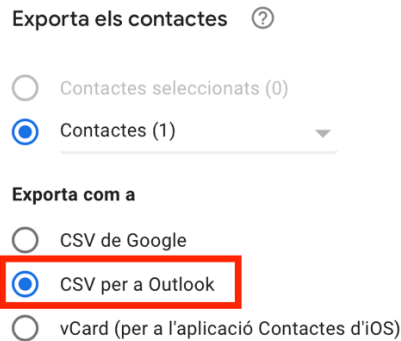 Exporta els contactes ?
Contactes seleccionats (0)
Contactes (1)
Exporta com a
CSV de Google
CSV per a Outlook
vCard (per a l'aplicació Contactes d'iOS)